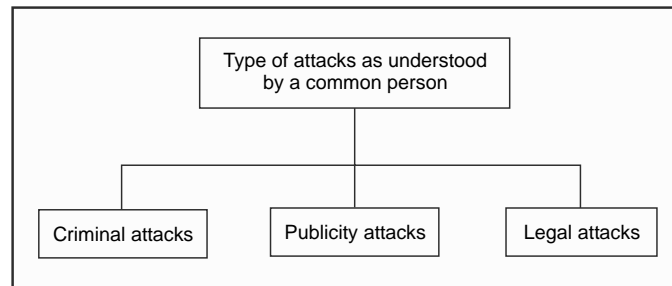 Type of attacks as understood
by a common person
Criminal attacks
Publicity attacks
Legal attacks